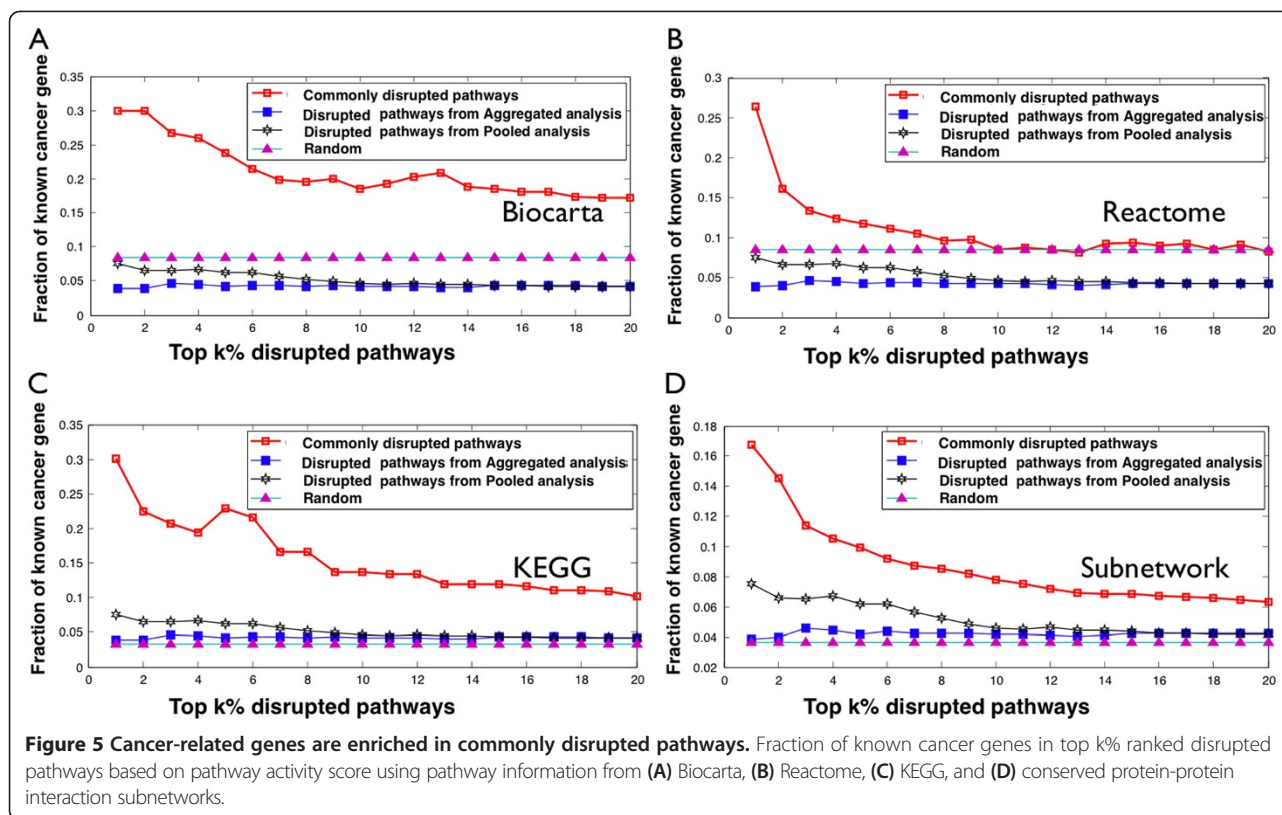 A
0.35
0.3
0.25
0.2
0.15
0.1
0.05
0
Fraction of known cancer gene
Commonly disrupted pathways
Disrupted pathways from Aggregated analysis
Disrupted pathways from Pooled analysis
Random
Biocarta
0 2 4 6 8 10 12 14 16 18 20
Top k% disrupted pathways
B
0.3
0.25
0.2
0.15
0.1
0.05
0
Fraction of known cancer gene
Commonly disrupted pathways
Disrupted pathways from Aggregated analysis
Disrupted pathways from Pooled analysis
Random
Reactome
0 2 4 6 8 10 12 14 16 18 20
Top k% disrupted pathways
C
0.35
0.3
0.25
0.2
0.15
0.1
0.05
0
Fraction of known cancer gene
Commonly disrupted pathways
Disrupted pathways from Aggregated analysis
Disrupted pathways from Pooled analysis
Random
KEGG
0 2 4 6 8 10 12 14 16 18 20
Top k% disrupted pathways
D
0.18
0.16
0.14
0.12
0.1
0.08
0.06
0.04
0.02
Fraction of known cancer gene
Commonly disrupted pathways
Disrupted pathways from Aggregated analysis
Disrupted pathways from Pooled analysis
Random
Subnetwork
0 2 4 6 8 10 12 14 16 18 20
Top k% disrupted pathways
Figure 5 Cancer-related genes are enriched in commonly disrupted pathways. Fraction of known cancer genes in top k% ranked disrupted
pathways based on pathway activity score using pathway information from (A) Biocarta, (B) Reactome, (C) KEGG, and (D) conserved protein-protein
interaction subnetworks.